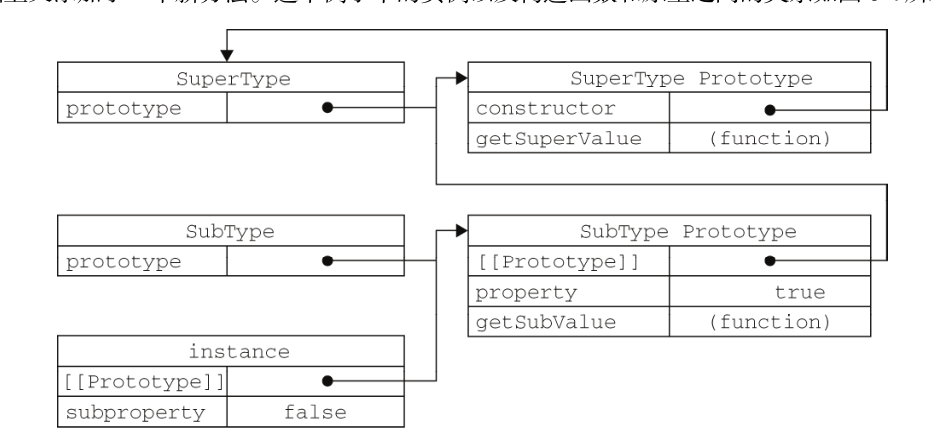 SuperType
prototype
SuperType Prototype
constructor
getSuperValue (function)
SubType
prototype
SubType Prototype
[[Prototype]]
property true
getSubValue (function)
instance
[[Prototype]]
subproperty false